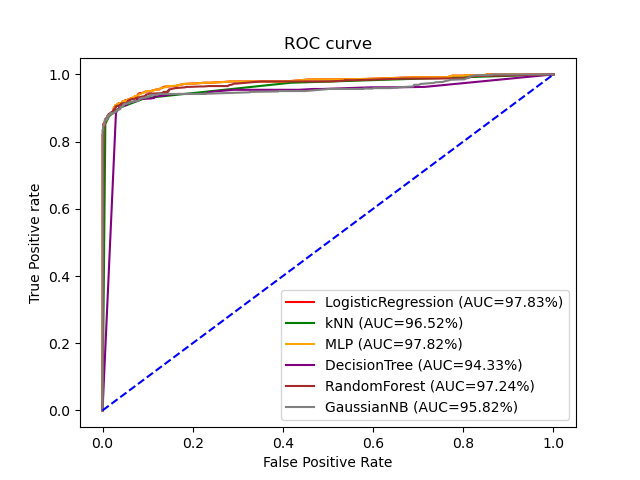 ROC curve
True Positive rate
1.0
0.8
0.6
0.4
0.2
0.0
LogisticRegression (AUC=97.83%)
kNN (AUC=96.52%)
MLP (AUC=97.82%)
DecisionTree (AUC=94.33%)
RandomForest (AUC=97.24%)
GaussianNB (AUC=95.82%)
0.0 0.2 0.4 0.6 0.8 1.0
False Positive Rate